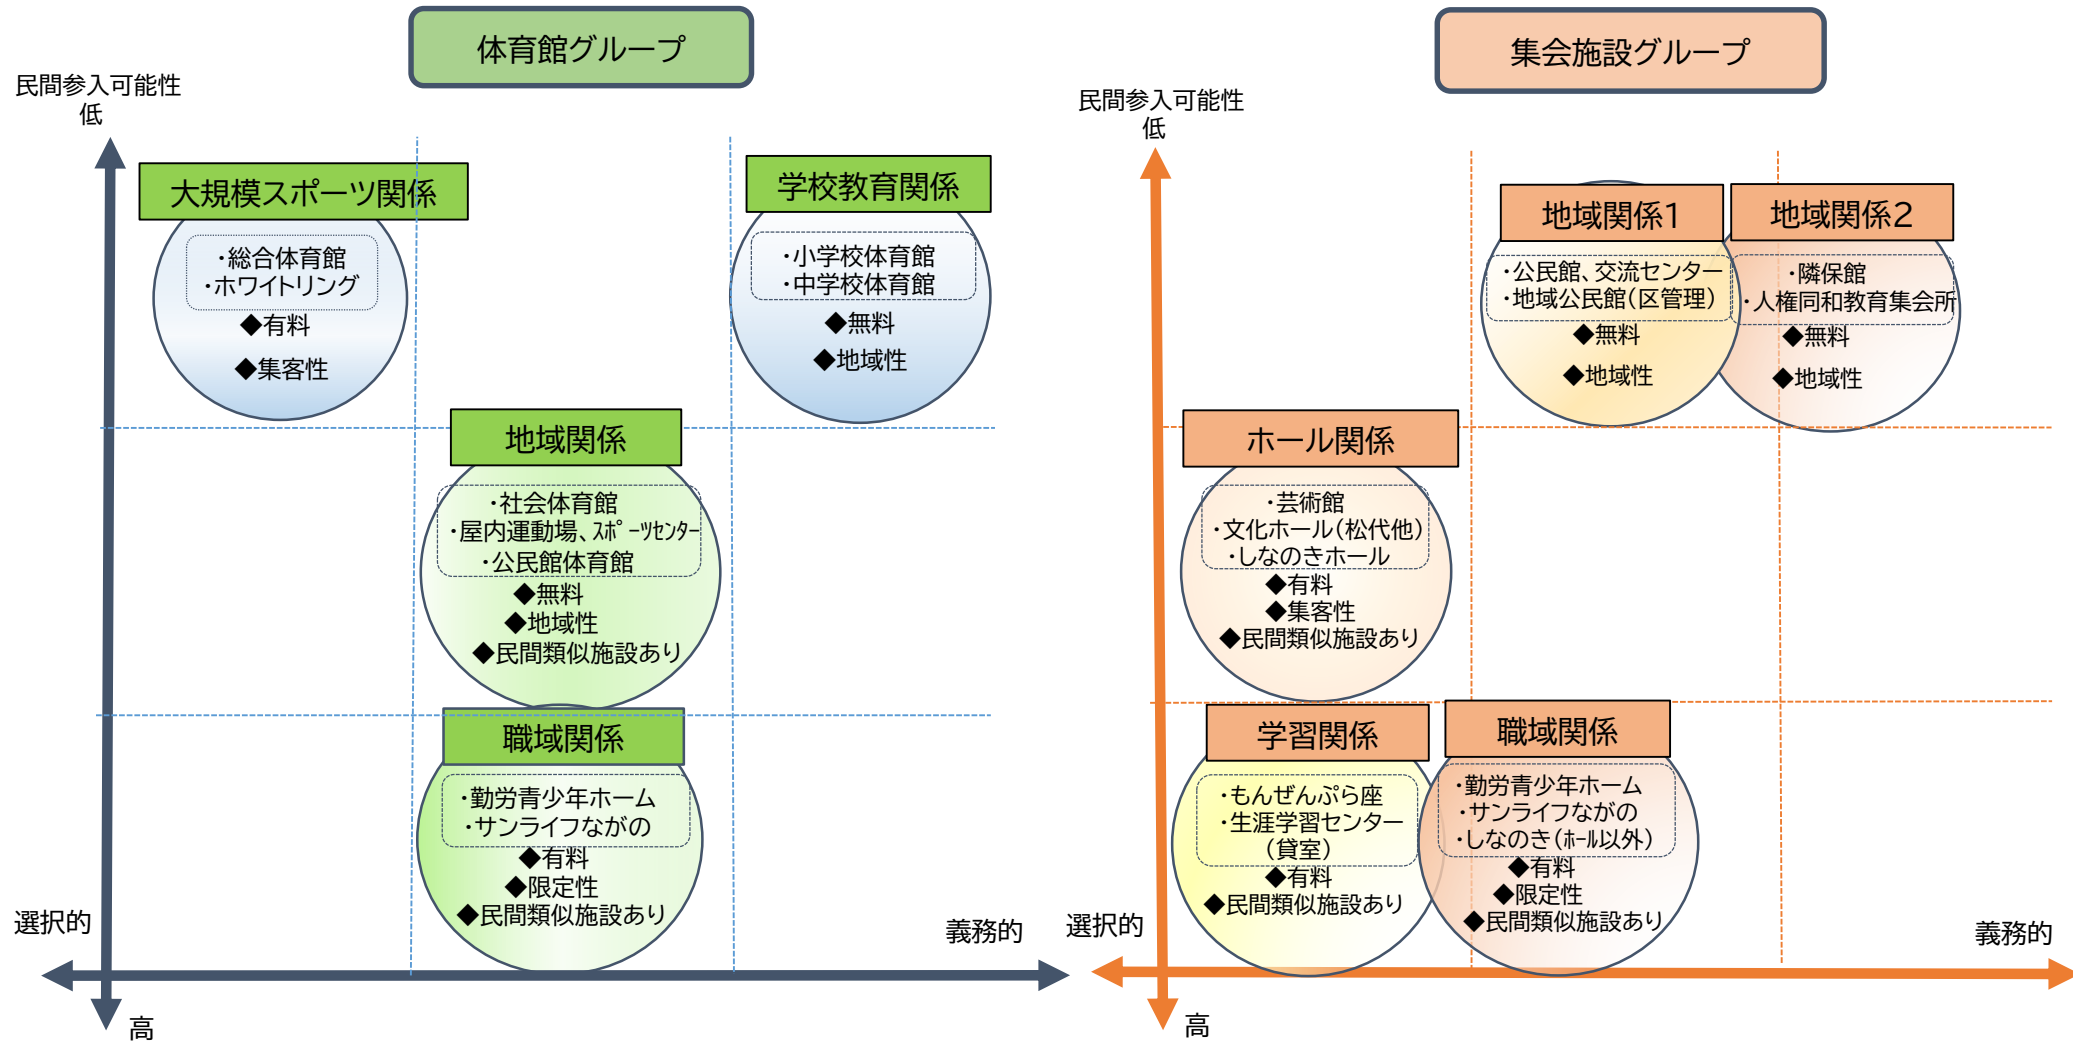 体育館グループ
民間参入可能性
低
大規模スポーツ関係
・総合体育館
・ホワイトリング
◆有料
◆集客性
学校教育関係
・小学校体育館
・中学校体育館
◆無料
◆地域性
地域関係
・社会体育館
・屋内運動場、ｽﾎﾟｰﾂｾﾝﾀｰ
・公民館体育館
◆無料
◆地域性
◆民間類似施設あり
職域関係
・勤労青少年ホーム
・サンライフながの
◆有料
◆限定性
◆民間類似施設あり
選択的
義務的
高
集会施設グループ
民間参入可能性
低
地域関係1
・公民館、交流センター
・地域公民館（区管理）
◆無料
◆地域性
地域関係2
・隣保館
・人権同和教育集会所
◆無料
◆地域性
ホール関係
・芸術館
・文化ホール（松代他）
・しなのきホール
◆有料
◆集客性
◆民間類似施設あり
学習関係
・もんぜんぷら座
・生涯学習センター
（貸室）
◆有料
◆民間類似施設あり
職域関係
・勤労青少年ホーム
・サンライフながの
・しなのき（ﾎｰﾙ以外）
◆有料
◆限定性
◆民間類似施設あり
選択的
義務的
高